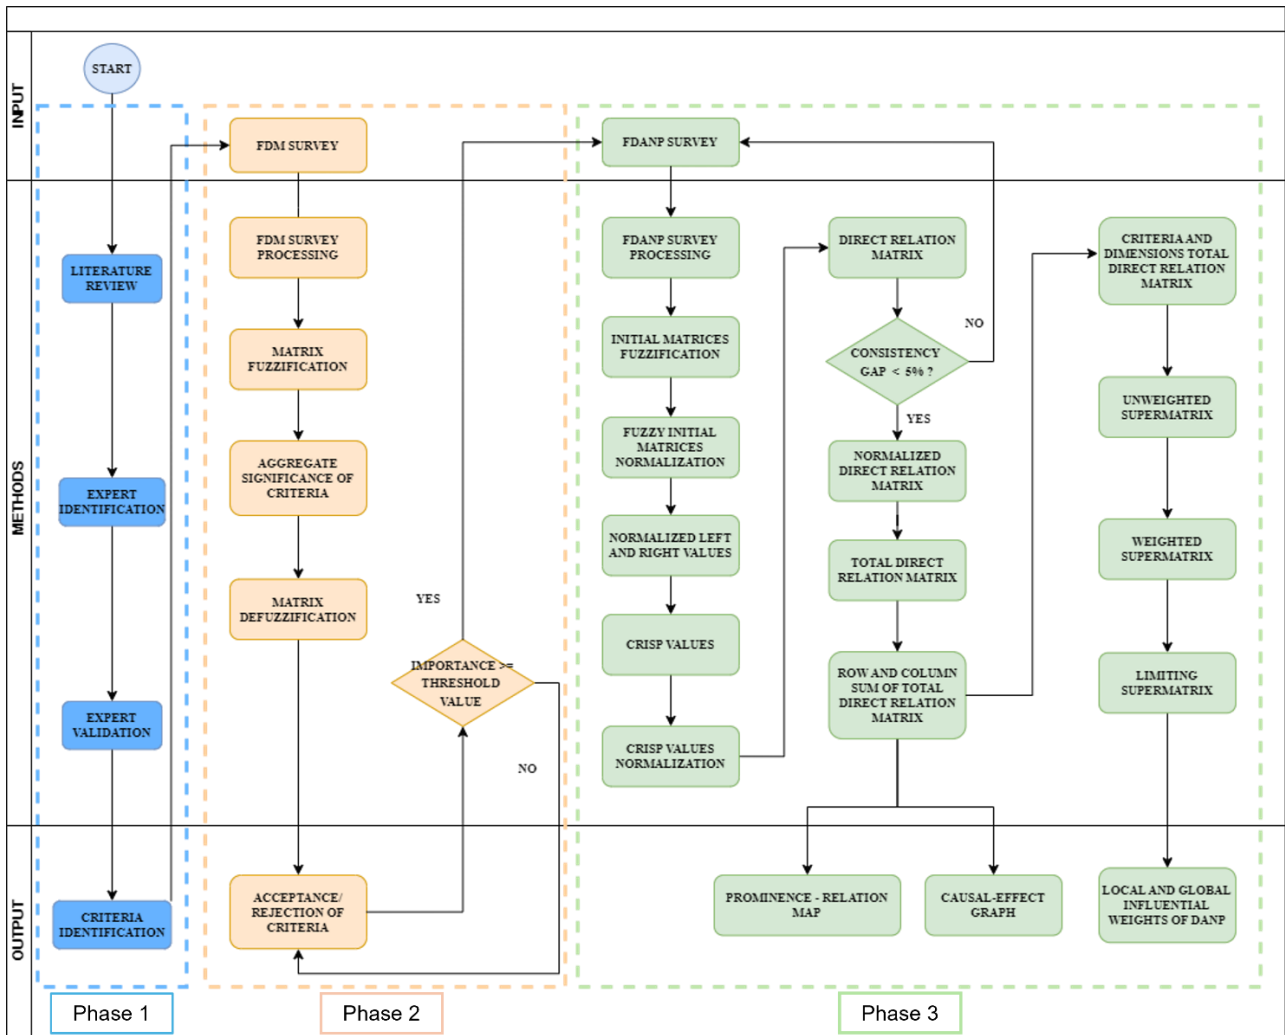 INPUT
START
FDM SURVEY
FDANP SURVEY
METHODS
LITERATURE
REVIEW
EXPERT
IDENTIFICATION
EXPERT
VALIDATION
FDM SURVEY
PROCESSING
MATRIX
FUZZIFICATION
AGGREGATE
SIGNIFICANCE OF
CRITERIA
MATRIX
DEFUZZIFICATION
YES
IMPORTANCE >=
THRESHOLD
VALUE
NO
FDANP SURVEY
PROCESSING
INITIAL MATRICES
FUZZIFICATION
FUZZY INITIAL
MATRICES
NORMALIZATION
NORMALIZED LEFT
AND RIGHT VALUES
CRISP VALUES
CRISP VALUES
NORMALIZATION
DIRECT RELATION
MATRIX
NO
CONSISTENCY
GAP < 5% ?
YES
NORMALIZED
DIRECT RELATION
MATRIX
TOTAL DIRECT
RELATION MATRIX
ROW AND COLUMN
SUM OF TOTAL
DIRECT RELATION
MATRIX
CRITERIA AND
DIMENSIONS TOTAL
DIRECT RELATION
MATRIX
UNWEIGHTED
SUPERMATRIX
WEIGHTED
SUPERMATRIX
LIMITING
SUPERMATRIX
OUTPUT
CRITERIA
IDENTIFICATION
ACCEPTANCE/
REJECTION OF
CRITERIA
PROMINENCE - RELATION
MAP
CAUSAL-EFFECT
GRAPH
LOCAL AND GLOBAL
INFLUENTIAL
WEIGHTS OF DANP
Phase 1
Phase 2
Phase 3